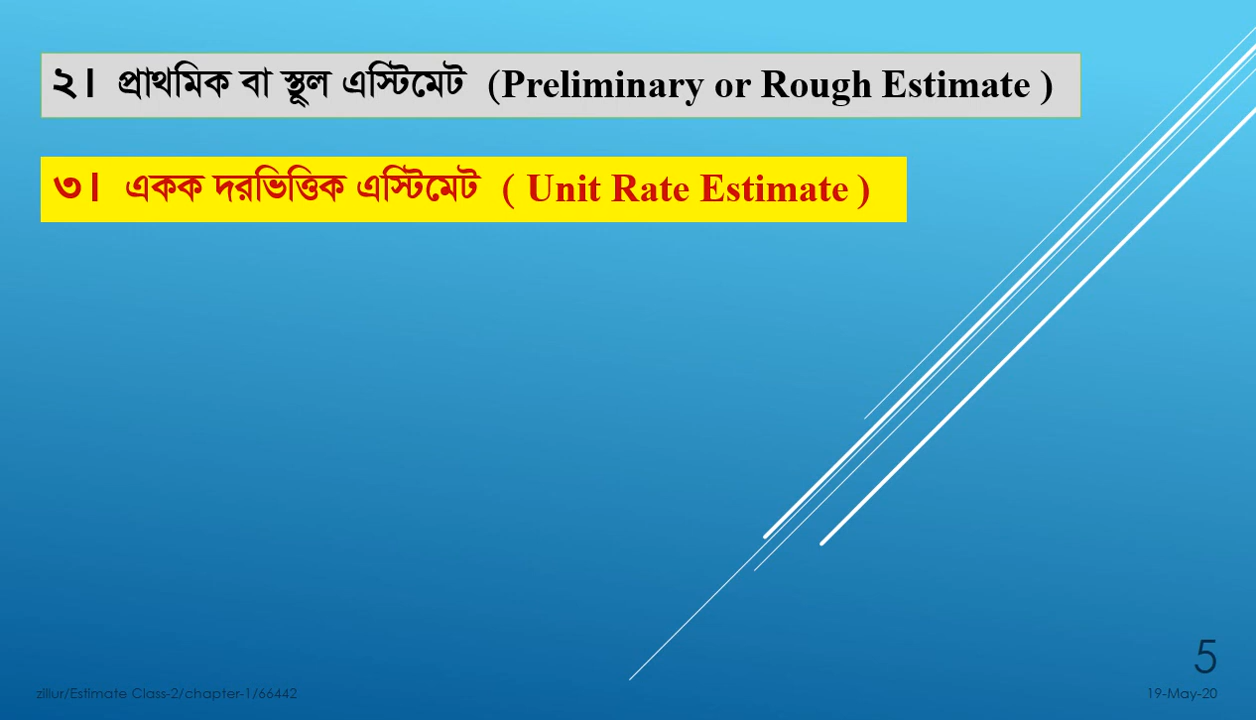 ২। প্রাথমিক বা স্থূল এস্টিমেট (Preliminary or Rough Estimate )
৩। একক দরভিত্তিক এস্টিমেট ( Unit Rate Estimate )
5
zillur/Estimate Class-2/chapter-1/66442
19-May-20